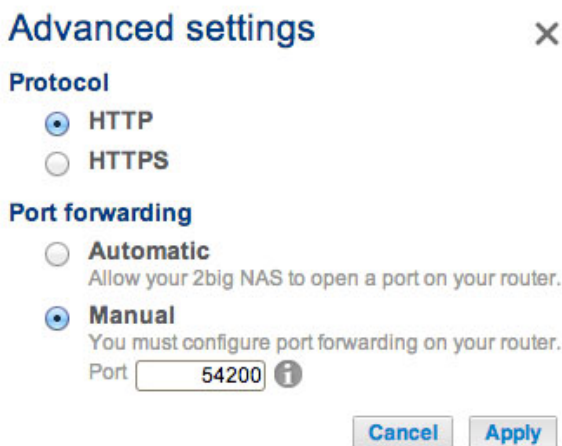 Advanced settings
Protocol
HTTP
HTTPS
Port forwarding
Automatic
Allow your 2big NAS to open a port on your router.
Manual
You must configure port forwarding on your router.
Port 54200
Cancel Apply